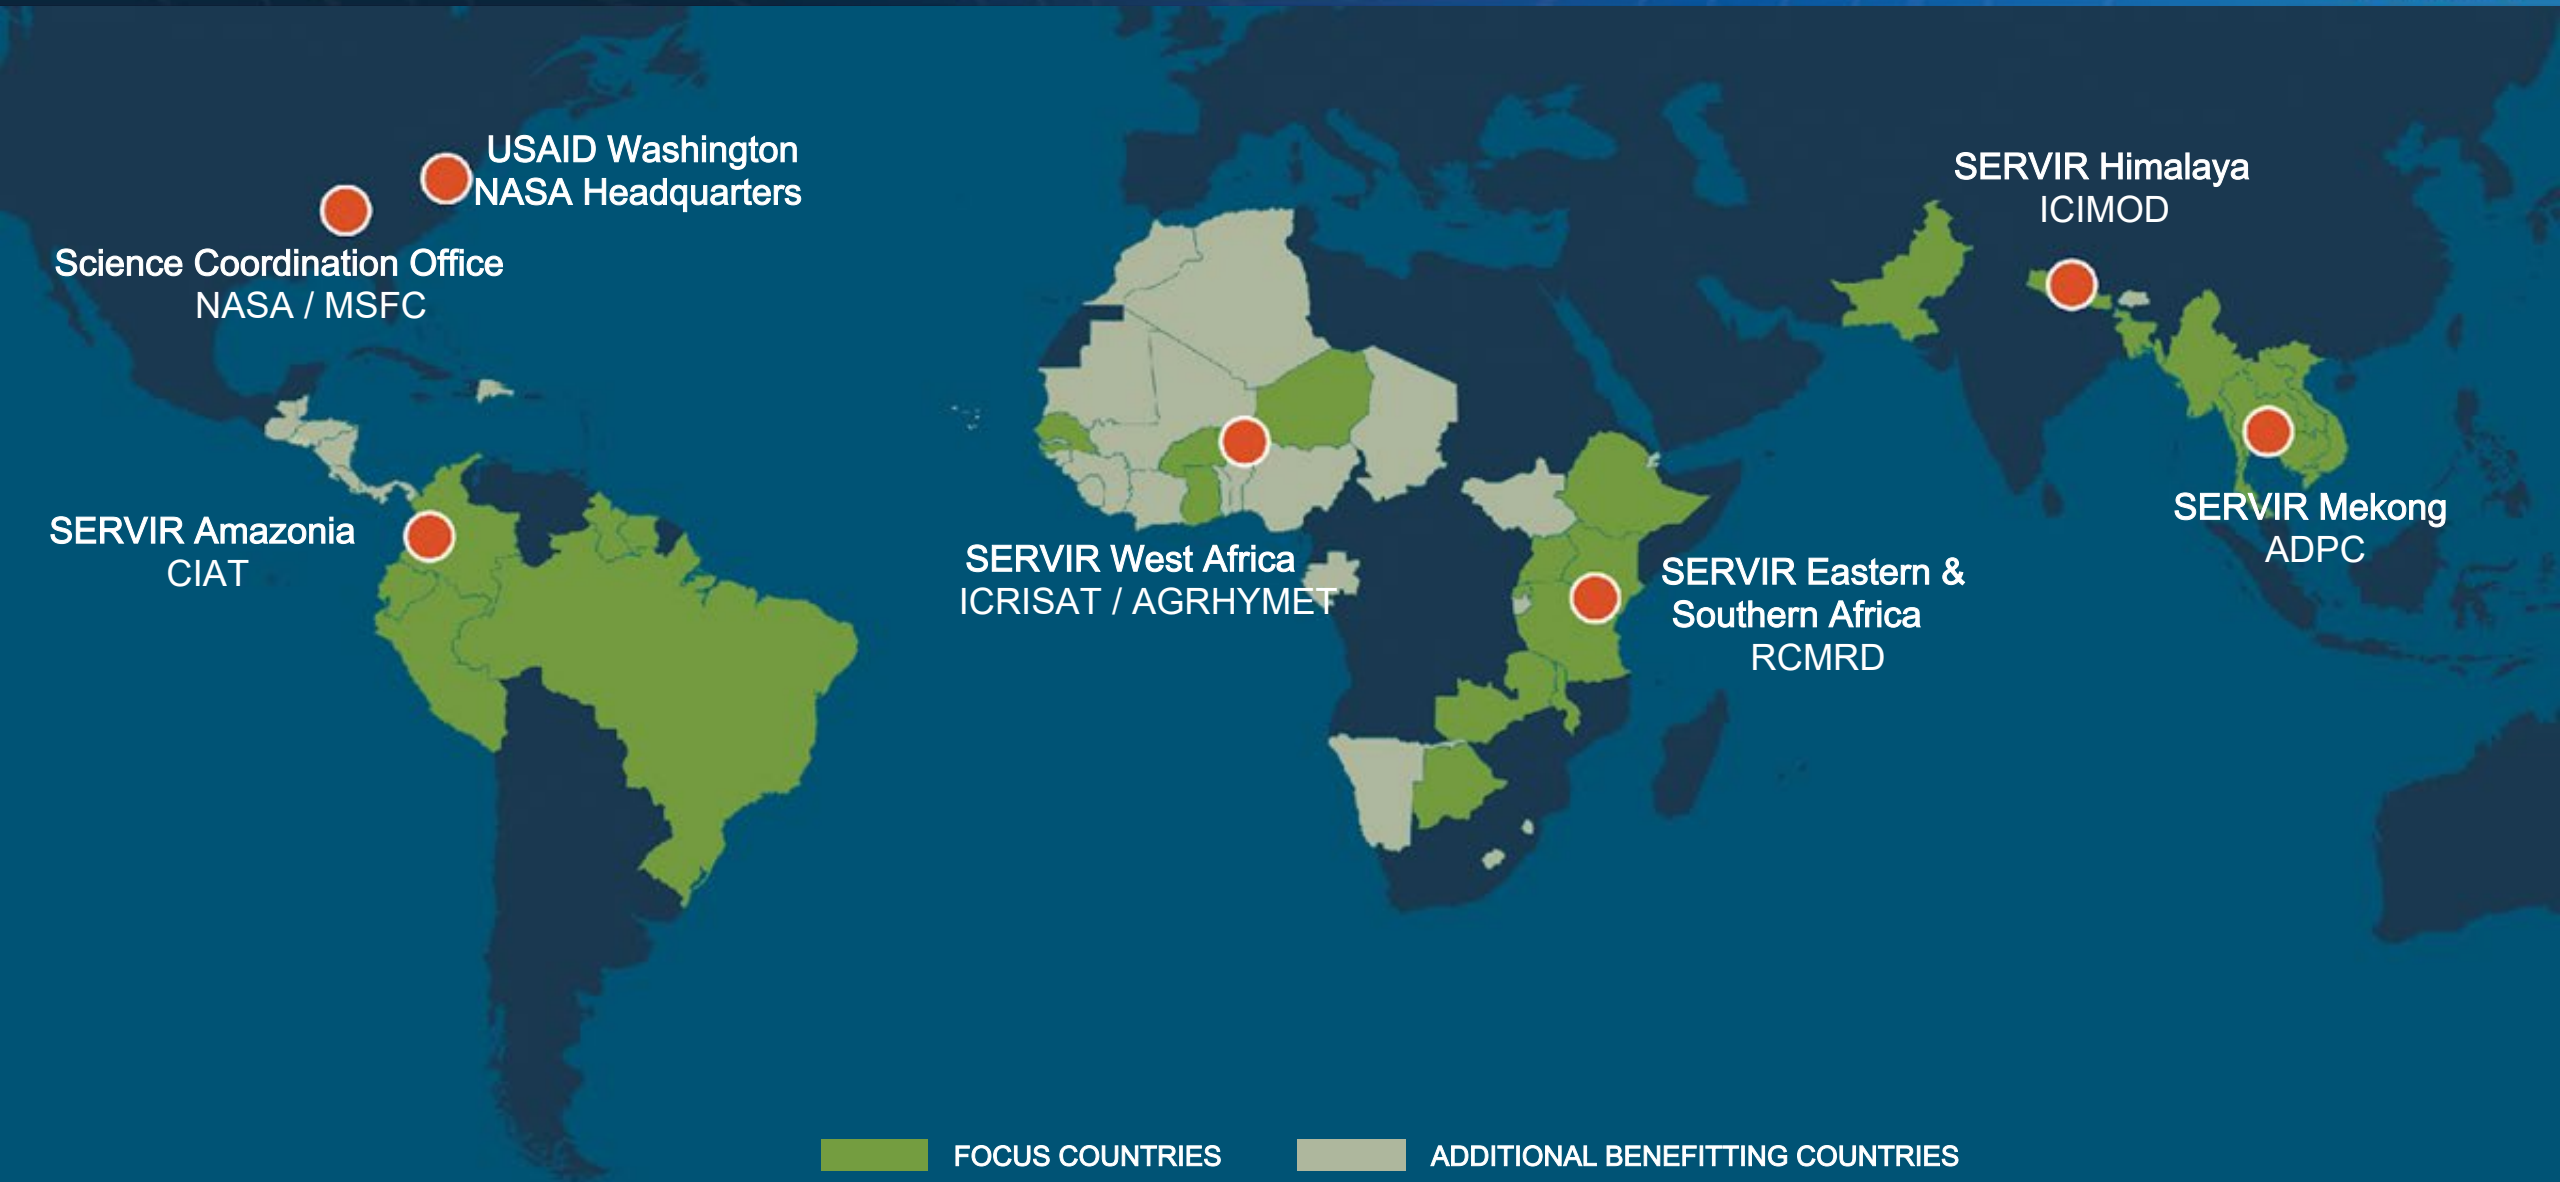 USAID Washington
NASA Headquarters
Science Coordination Office
NASA / MSFC
SERVIR Himalaya
ICIMOD
SERVIR Amazonia
CIAT
SERVIR West Africa
ICRISAT / AGRHYMET
SERVIR Eastern &
Southern Africa
RCMRD
SERVIR Mekong
ADPC
FOCUS COUNTRIES
ADDITIONAL BENEFITTING COUNTRIES